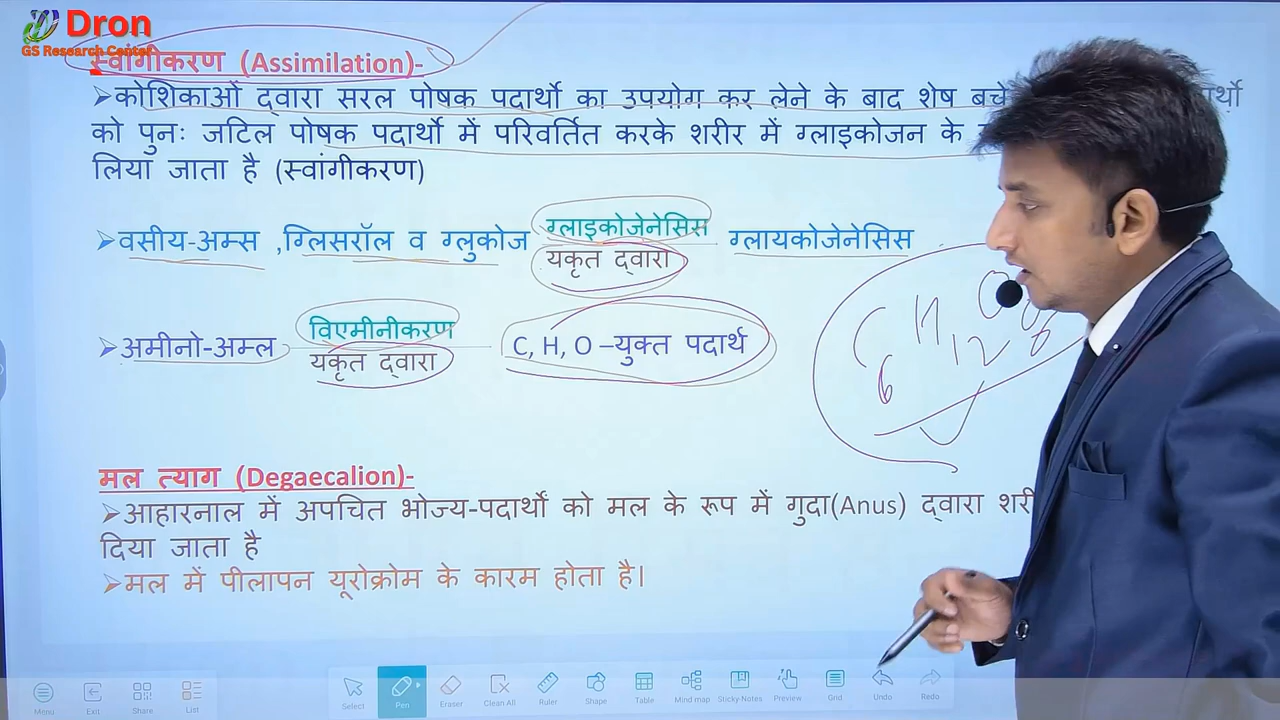 Dron
GS Research Center
स्वांगीकरण (Assimilation)-
➢कोशिकाओं द्वारा सरल पोषक पदार्थो का उपयोग कर लेने के बाद शेष बचे र्थो
को पुनः जटिल पोषक पदार्थो में परिवर्तित करके शरीर में ग्लाइकोजन के
लिया जाता है (स्वांगीकरण)
➢वसीय-अम्स ,ग्लिसरॉल व ग्लुकोज ग्लाइकोजेनेसिस ग्लायकोजेनेसिस
यकृत द्वारा
C H O
6 12 6
➢अमीनो-अम्ल विएमीनीकरण C, H, O –युक्त पदार्थ
यकृत द्वारा
मल त्याग (Degaecalion)-
➢आहारनाल में अपचित भोज्य-पदार्थों को मल के रूप में गुदा(Anus) द्वारा शरी
दिया जाता है
➢मल में पीलापन यूरोक्रोम के कारम होता है।
Menu Exit Share List Select Pen Eraser Clean All Ruler Shape Table Mind map Sticky-Notes Preview Grid Undo Redo